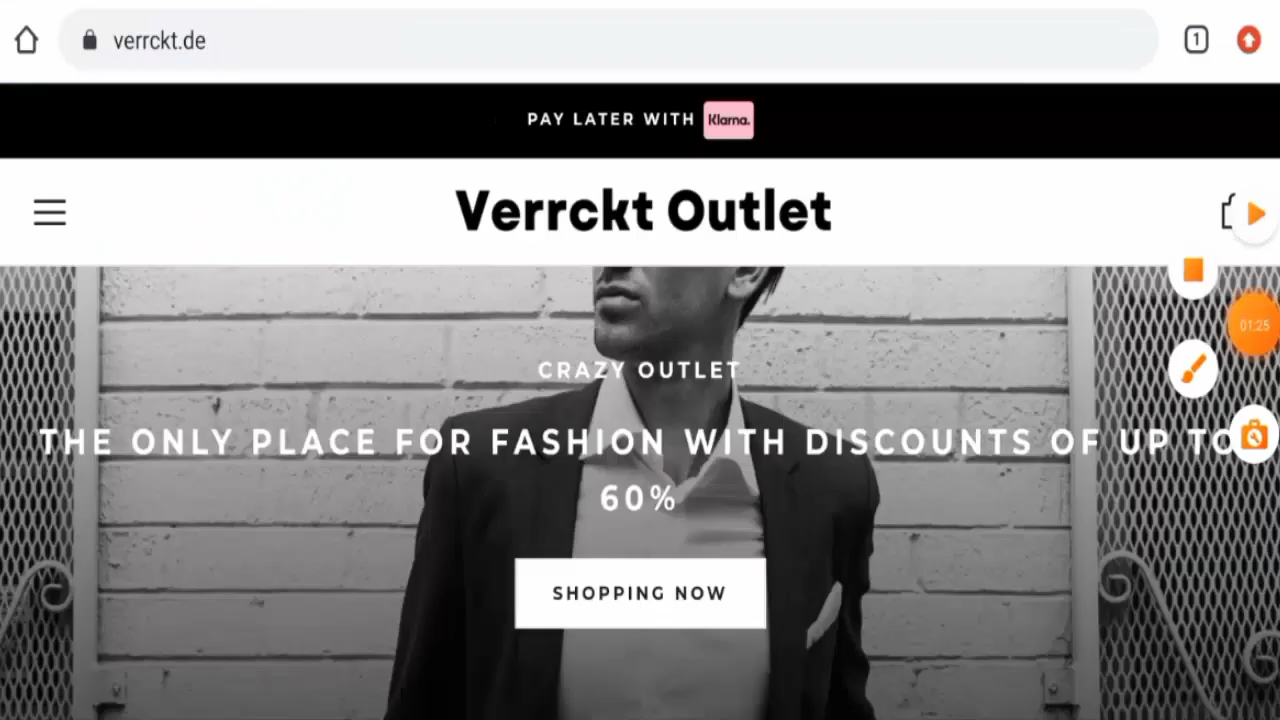 verrckt.de
1
PAY LATER WITH Klarna.
Verrckt Outlet
01:25
CRAZY OUTLET
THE ONLY PLACE FOR FASHION WITH DISCOUNTS OF UP TO
60%
SHOPPING NOW